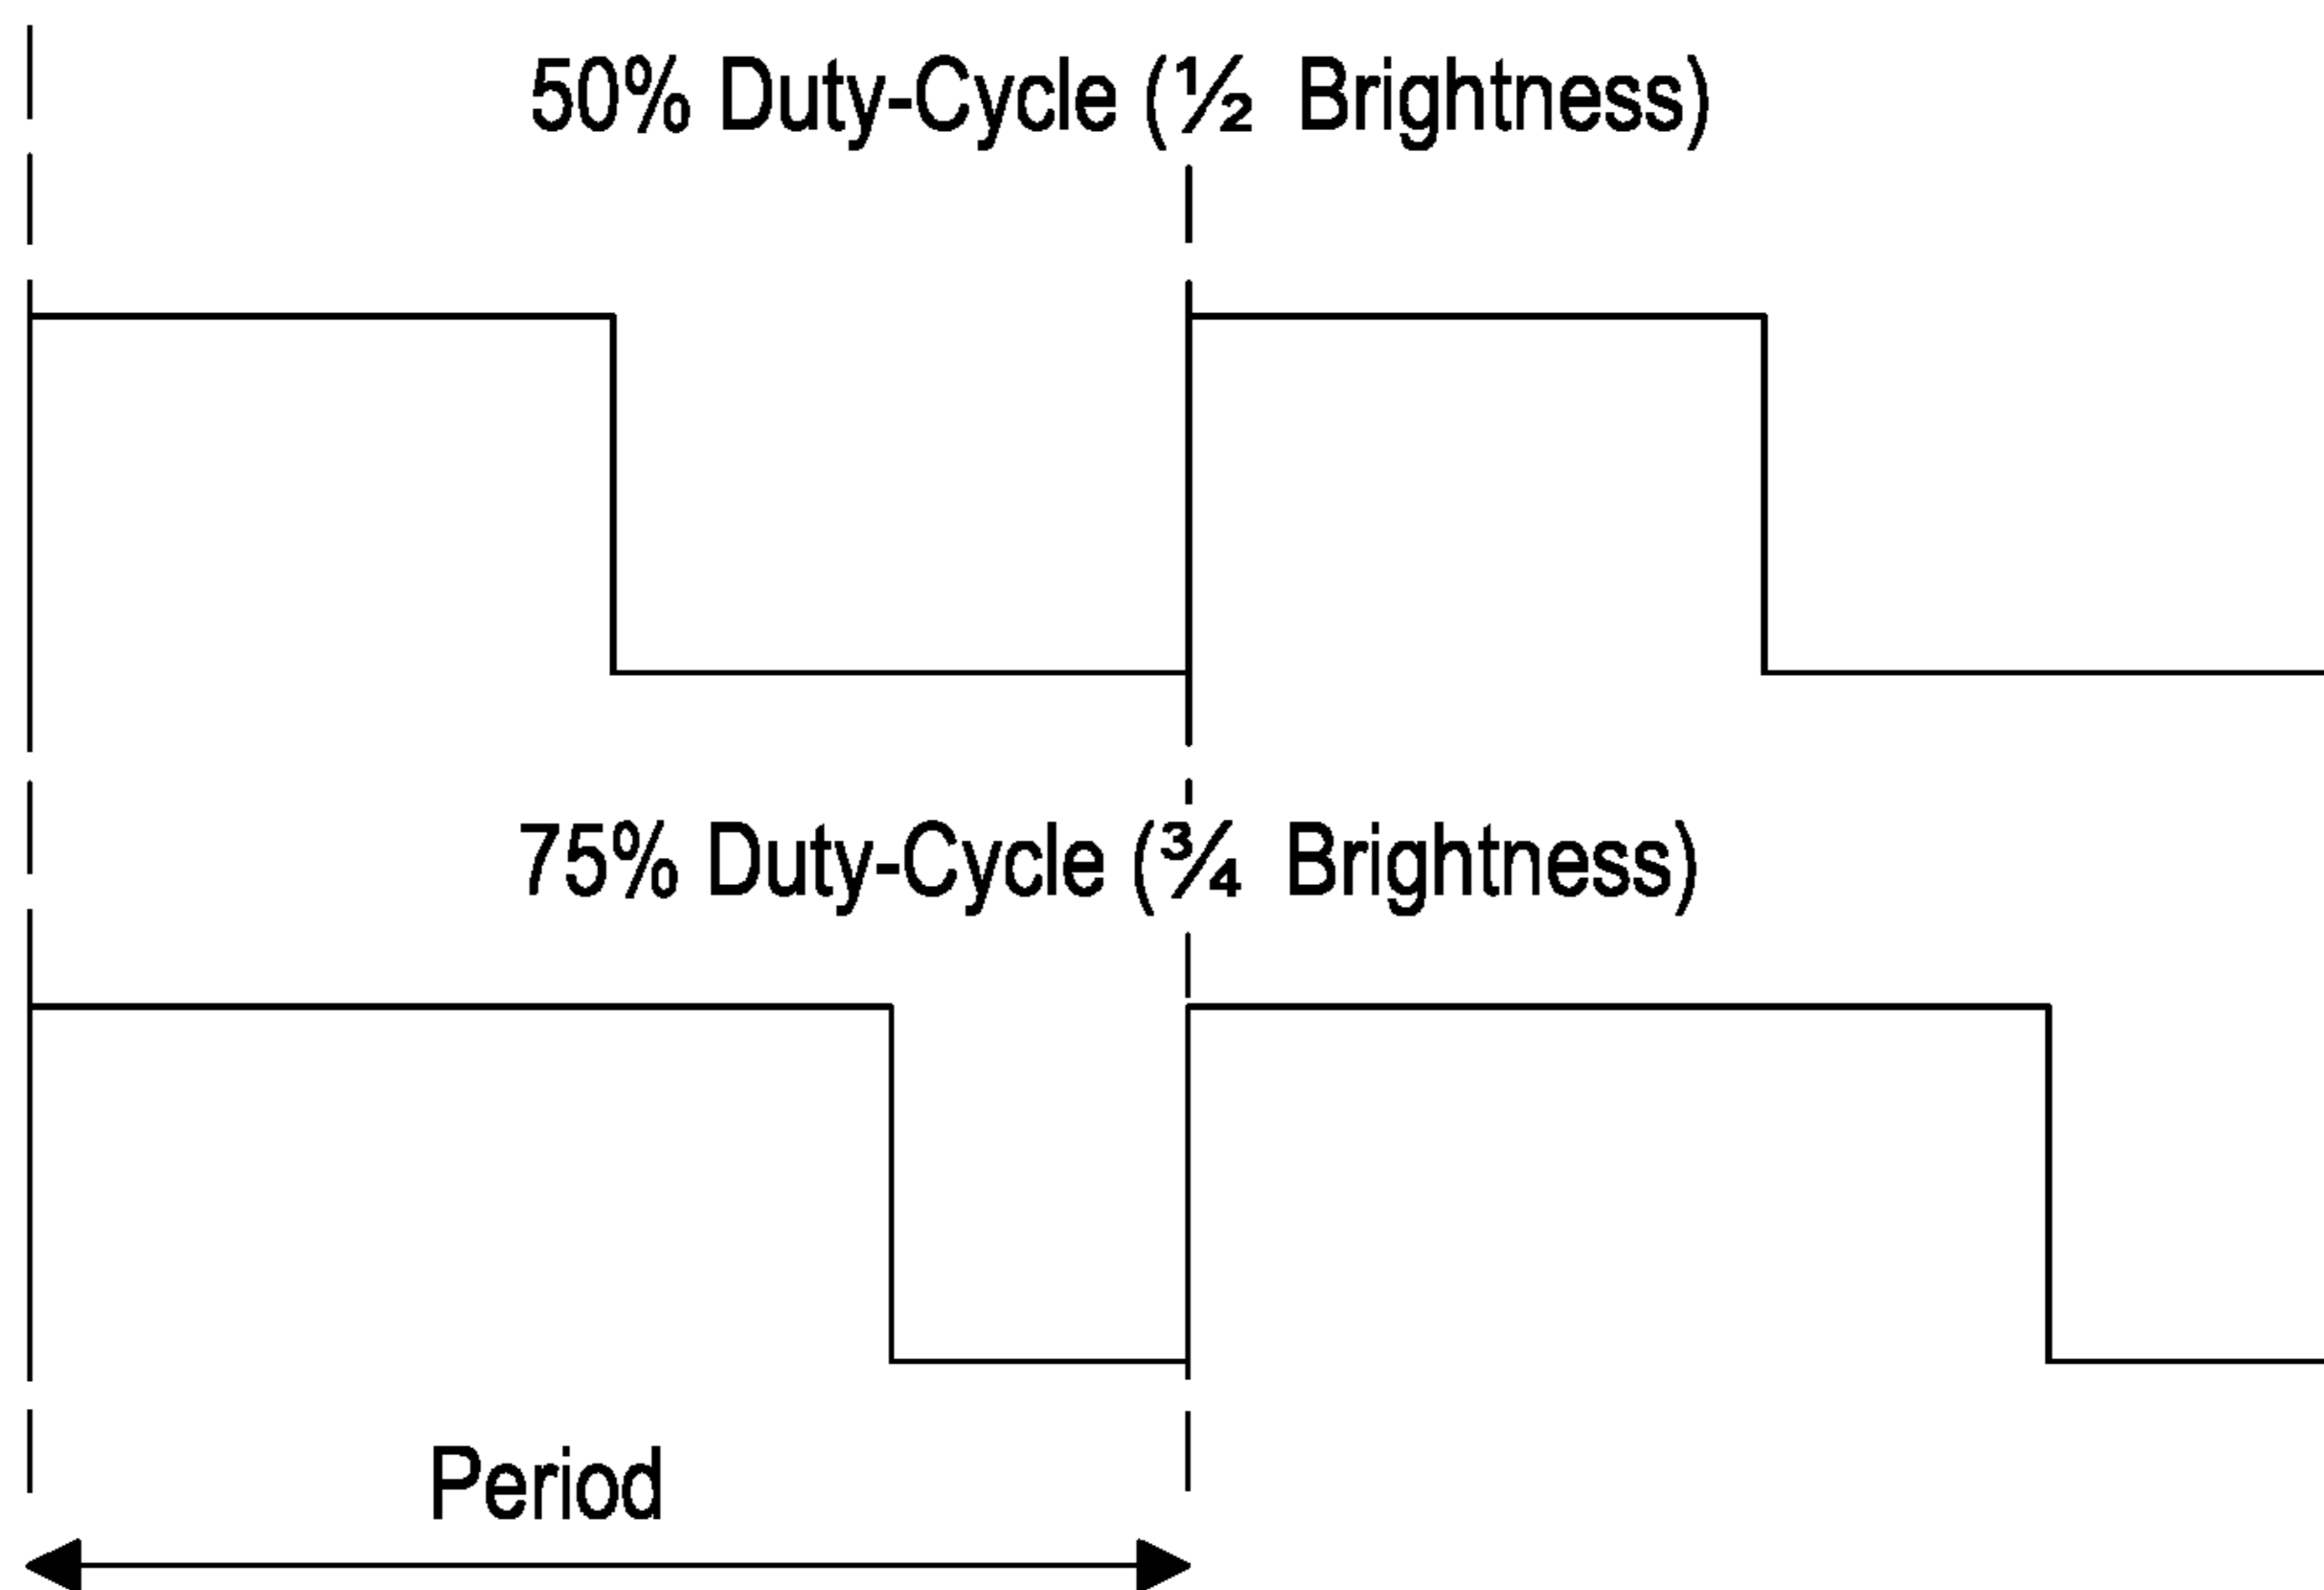 50% Duty-Cycle (½ Brightness)
75% Duty-Cycle (¾ Brightness)
Period